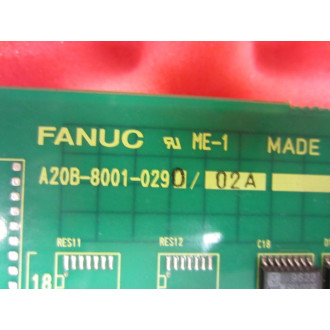 FANUC ME-1 MADE
A20B-8001-0290/02A
RES11 RES12 C18 D
18